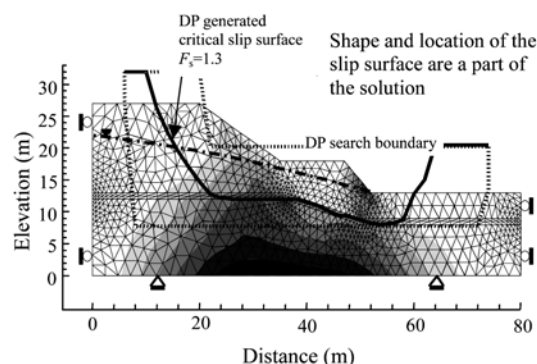 DP generated
critical slip surface
Fs=1.3
Shape and location of the
slip surface are a part of
the solution
DP search boundary
Elevation (m)
30
25
20
15
10
5
0
0 20 40 60 80
Distance (m)